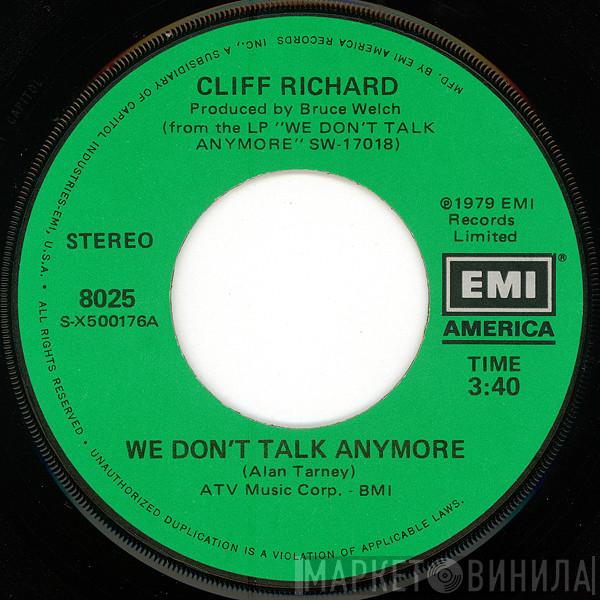 MFD. BY EMI AMERICA RECORDS, INC., A SUBSIDIARY OF CAPITOL INDUSTRIES-EMI, U.S.A. • ALL RIGHTS RESERVED • UNAUTHORIZED DUPLICATION IS A VIOLATION OF APPLICABLE LAWS.
CLIFF RICHARD
Produced by Bruce Welch
(from the LP "WE DON'T TALK
ANYMORE" SW-17018)
℗1979 EMI
Records
Limited
STEREO
8025
S-X500176A
EMI®
AMERICA
TIME
3:40
WE DON'T TALK ANYMORE
(Alan Tarney)
ATV Music Corp. - BMI
МАРКЕТ ВИНИЛА